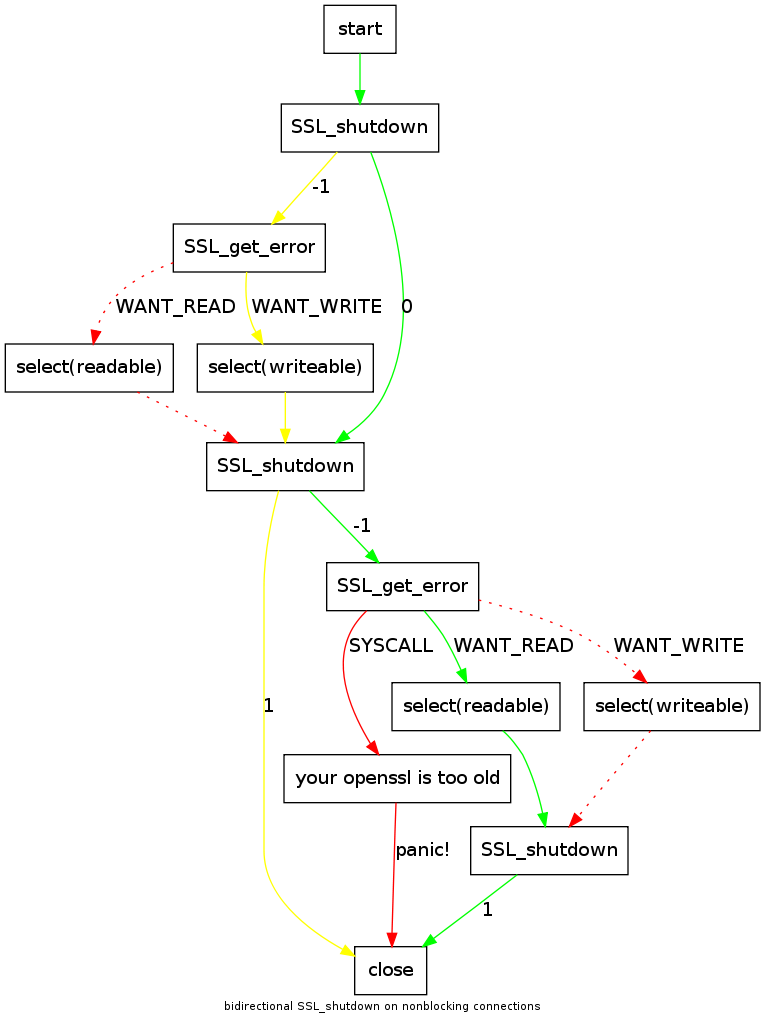 start
SSL_shutdown
-1
SSL_get_error
WANT_READ
WANT_WRITE
0
select(readable)
select(writeable)
SSL_shutdown
-1
SSL_get_error
SYSCALL
WANT_READ
WANT_WRITE
1
select(readable)
select(writeable)
your openssl is too old
panic!
SSL_shutdown
1
close
bidirectional SSL_shutdown on nonblocking connections